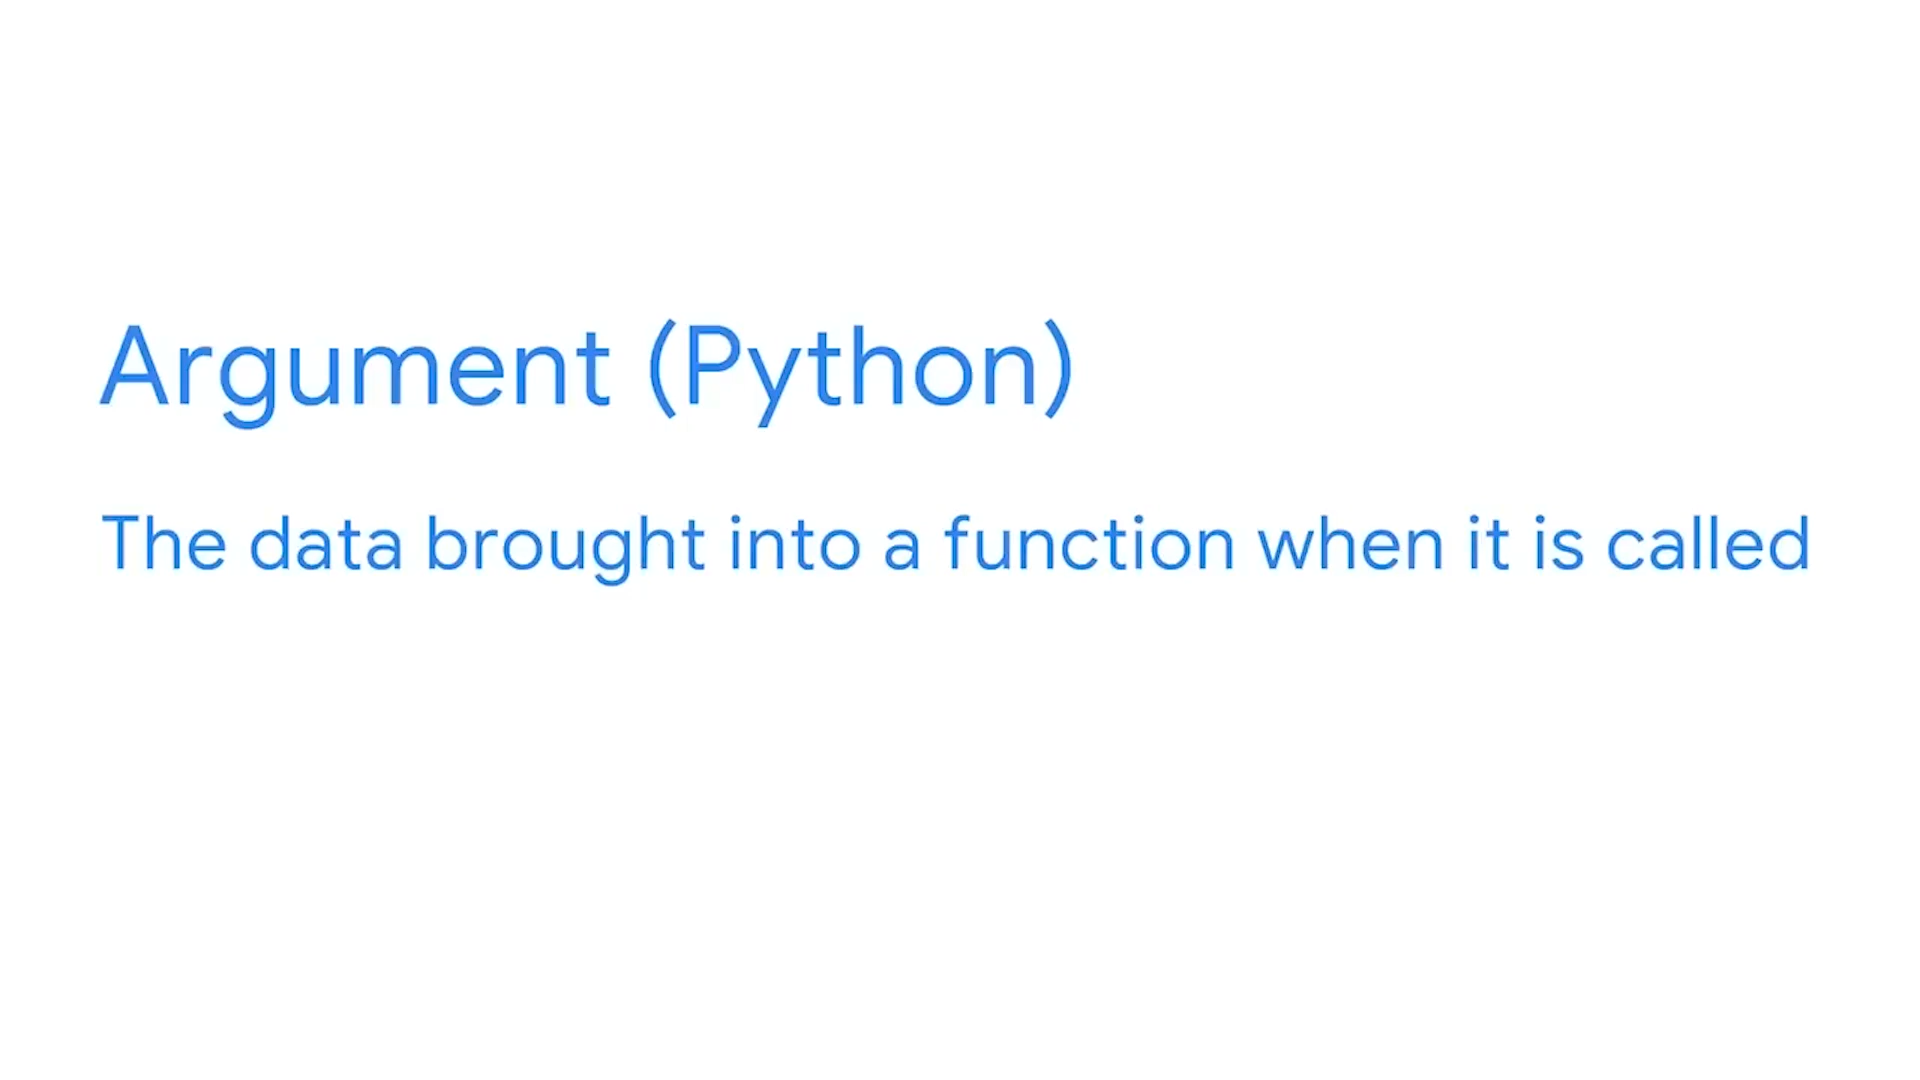 Argument (Python)
The data brought into a function when it is called